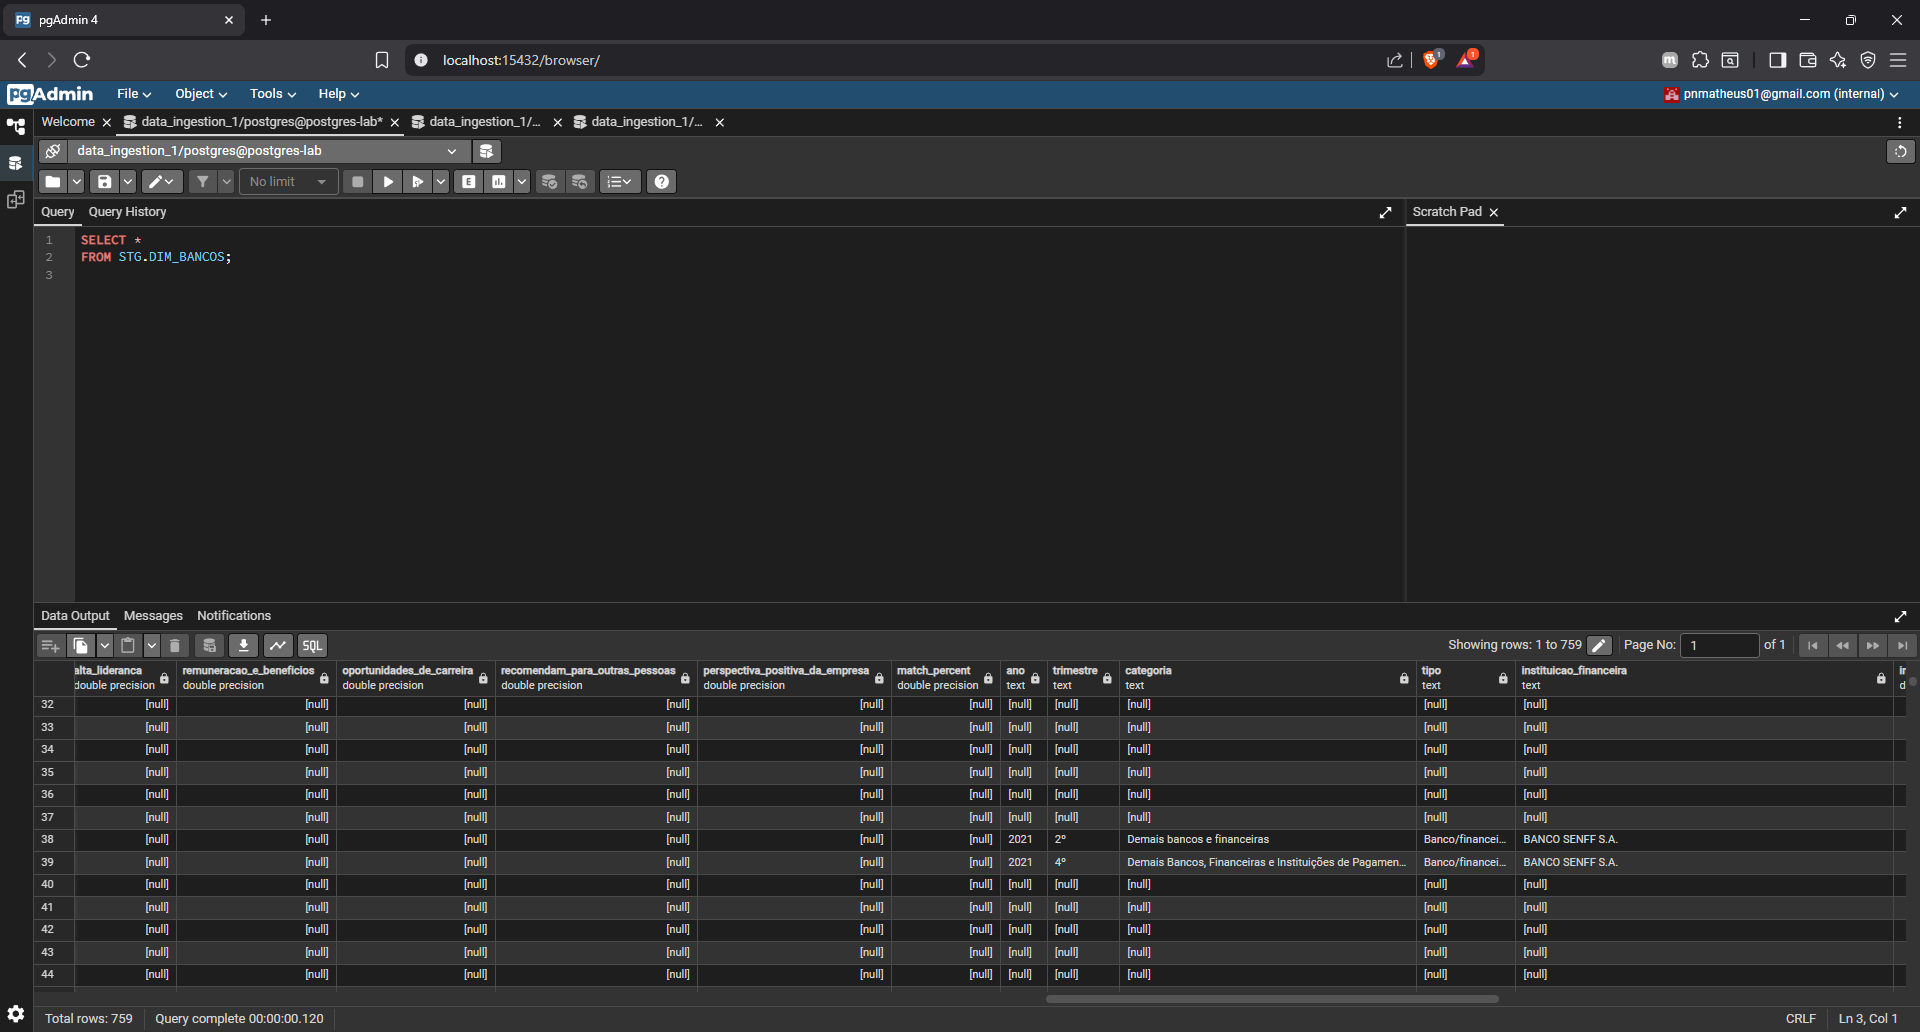 pgAdmin 4
localhost:15432/browser/
1
1
pgAdmin File Object Tools Help pnmatheus01@gmail.com (internal)
Welcome data_ingestion_1/postgres@postgres-lab* data_ingestion_1/... data_ingestion_1/...
data_ingestion_1/postgres@postgres-lab
No limit
Query Query History Scratch Pad
1 SELECT *
2 FROM STG.DIM_BANCOS;
3
Data Output Messages Notifications
SQL Showing rows: 1 to 759 Page No: 1 of 1
alta_lideranca remuneracao_e_beneficios oportunidades_de_carreira recomendam_para_outras_pessoas perspectiva_positiva_da_empresa match_percent ano trimestre categoria tipo instituicao_financeira
double precision double precision double precision double precision double precision double precision text text text text text d
32 [null] [null] [null] [null] [null] [null] [null] [null] [null] [null] [null]
33 [null] [null] [null] [null] [null] [null] [null] [null] [null] [null] [null]
34 [null] [null] [null] [null] [null] [null] [null] [null] [null] [null] [null]
35 [null] [null] [null] [null] [null] [null] [null] [null] [null] [null] [null]
36 [null] [null] [null] [null] [null] [null] [null] [null] [null] [null] [null]
37 [null] [null] [null] [null] [null] [null] [null] [null] [null] [null] [null]
38 [null] [null] [null] [null] [null] [null] 2021 2º Demais bancos e financeiras Banco/financei... BANCO SENFF S.A.
39 [null] [null] [null] [null] [null] [null] 2021 4º Demais Bancos, Financeiras e Instituições de Pagamen... Banco/financei... BANCO SENFF S.A.
40 [null] [null] [null] [null] [null] [null] [null] [null] [null] [null] [null]
41 [null] [null] [null] [null] [null] [null] [null] [null] [null] [null] [null]
42 [null] [null] [null] [null] [null] [null] [null] [null] [null] [null] [null]
43 [null] [null] [null] [null] [null] [null] [null] [null] [null] [null] [null]
44 [null] [null] [null] [null] [null] [null] [null] [null] [null] [null] [null]
Total rows: 759 Query complete 00:00:00.120 CRLF Ln 3, Col 1